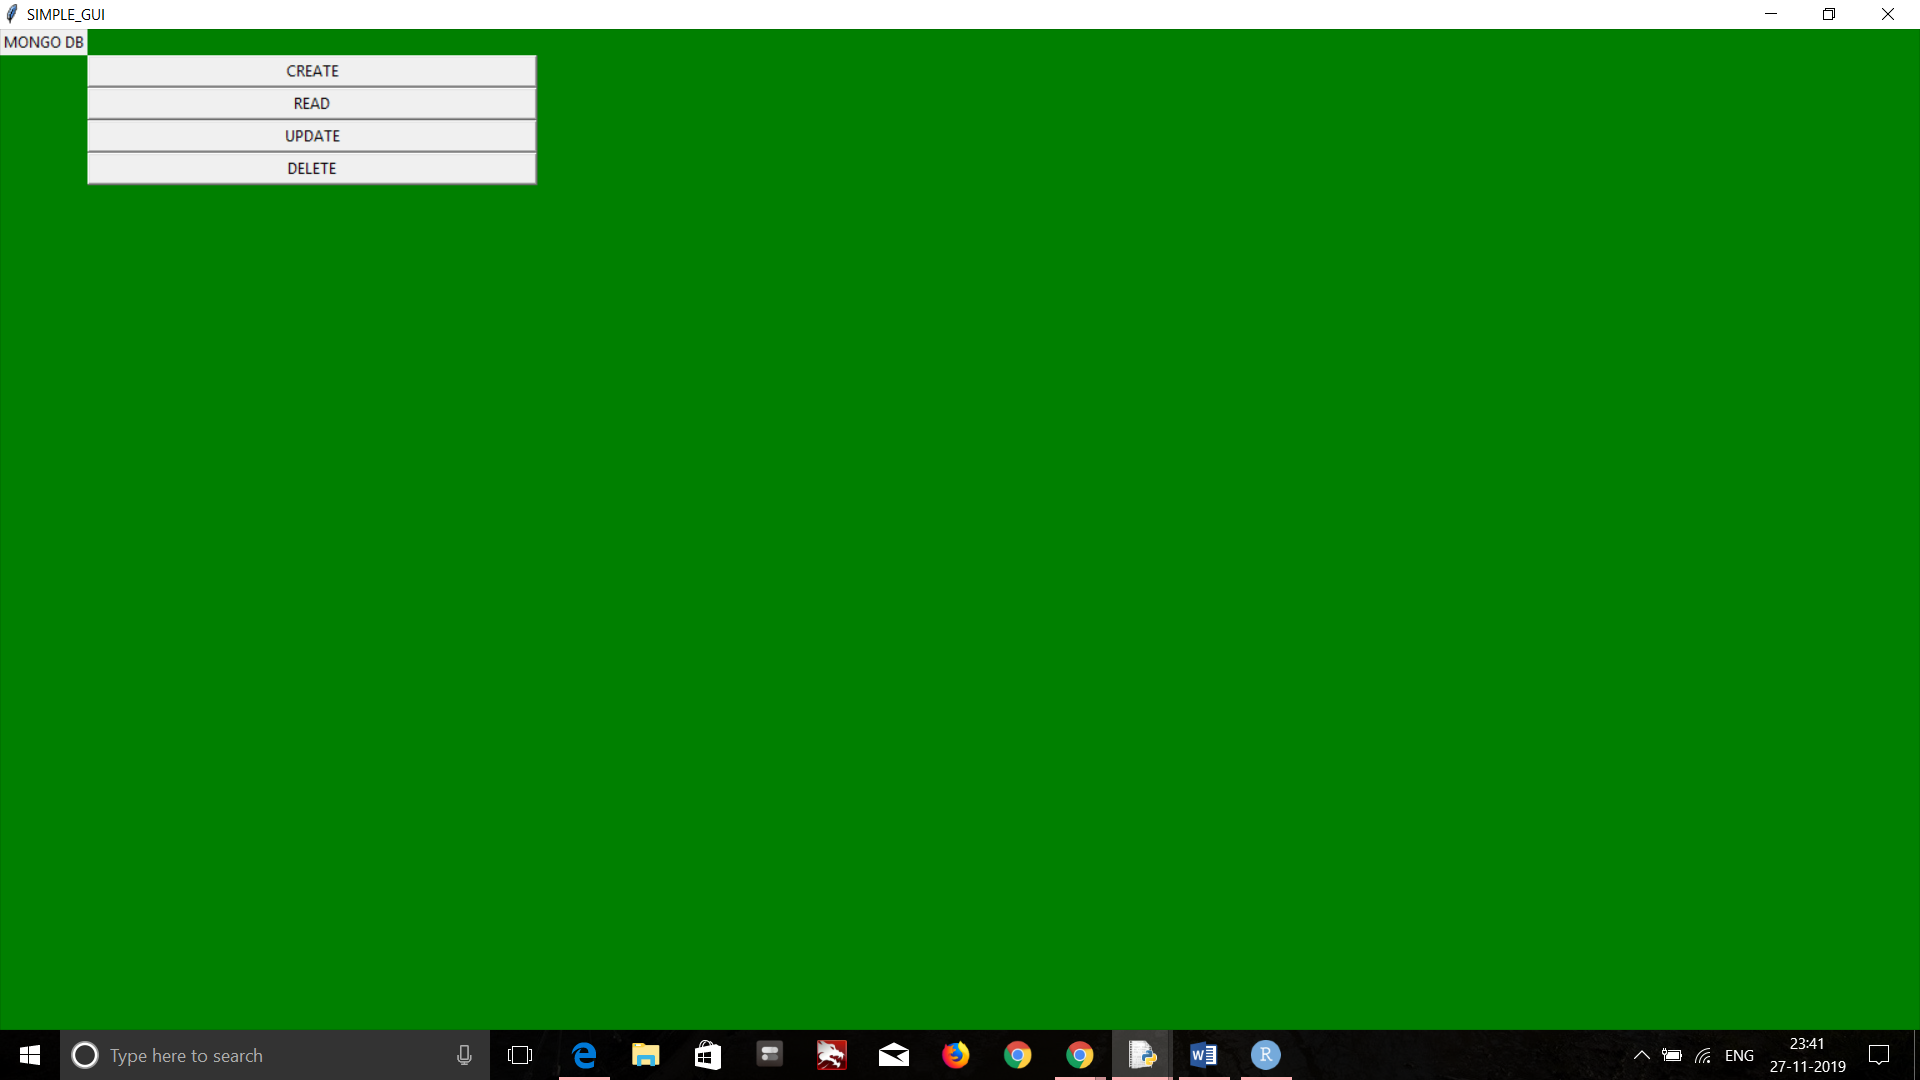 SIMPLE_GUI
MONGO DB
CREATE
READ
UPDATE
DELETE
Type here to search
W
R
ENG
23:41
27-11-2019